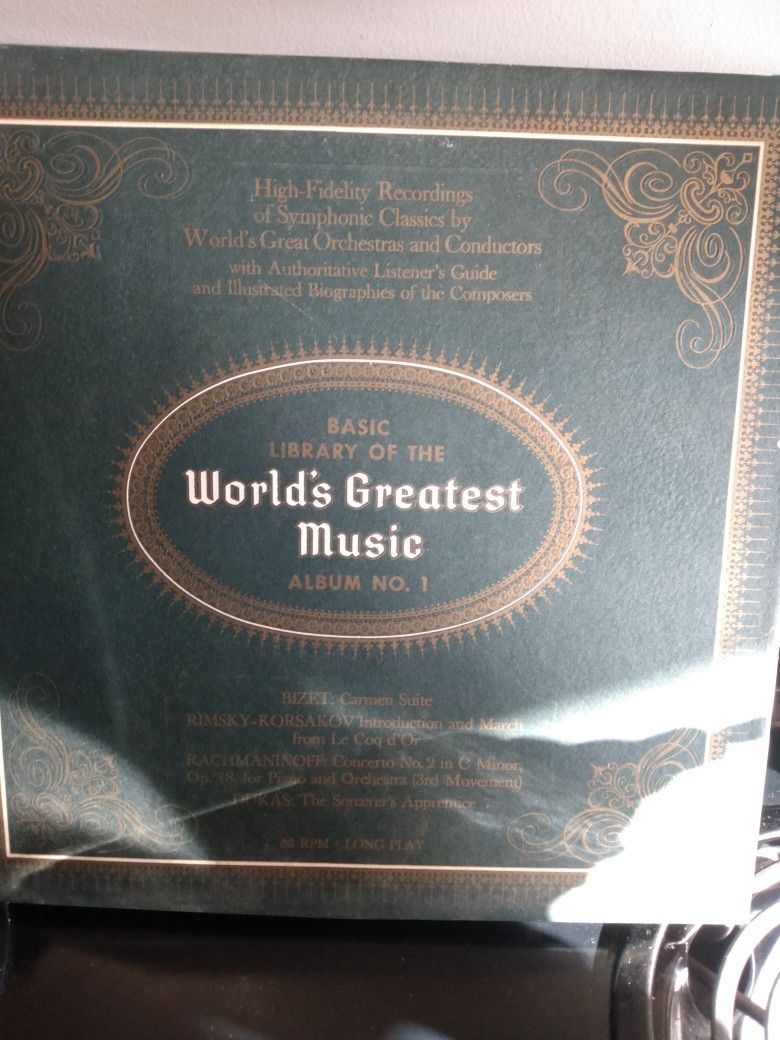 High-Fidelity Recordings
of Symphonic Classics by
World's Great Orchestras and Conductors
with Authoritative Listener's Guide
and Illustrated Biographies of the Composers
BASIC
LIBRARY OF THE
World's Greatest
Music
ALBUM NO. 1
BIZET: Carmen Suite
RIMSKY-KORSAKOV Introduction and March
from Le Coq d'Or
RACHMANINOFF: Concerto No. 2 in C Minor,
Op. 18, for Piano and Orchestra (3rd Movement)
DUKAS: The Sorcerer's Apprentice
RPM · LONG PLAY